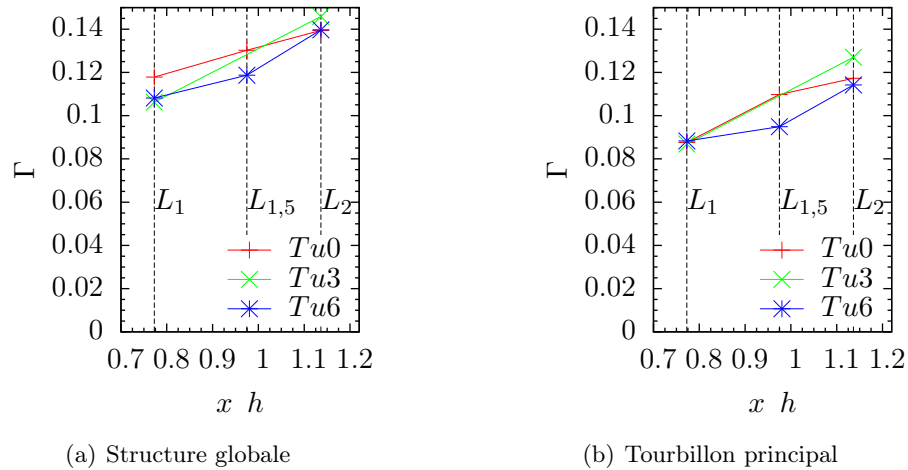 0.14
0.12
0.1
0.08
0.06
0.04
0.02
0
Γ
L1
L1,5
L2
Tu0
Tu3
Tu6
0.7 0.8 0.9 1 1.1 1.2
x h
(a) Structure globale
0.14
0.12
0.1
0.08
0.06
0.04
0.02
0
Γ
L1
L1,5
L2
Tu0
Tu3
Tu6
0.7 0.8 0.9 1 1.1 1.2
x h
(b) Tourbillon principal